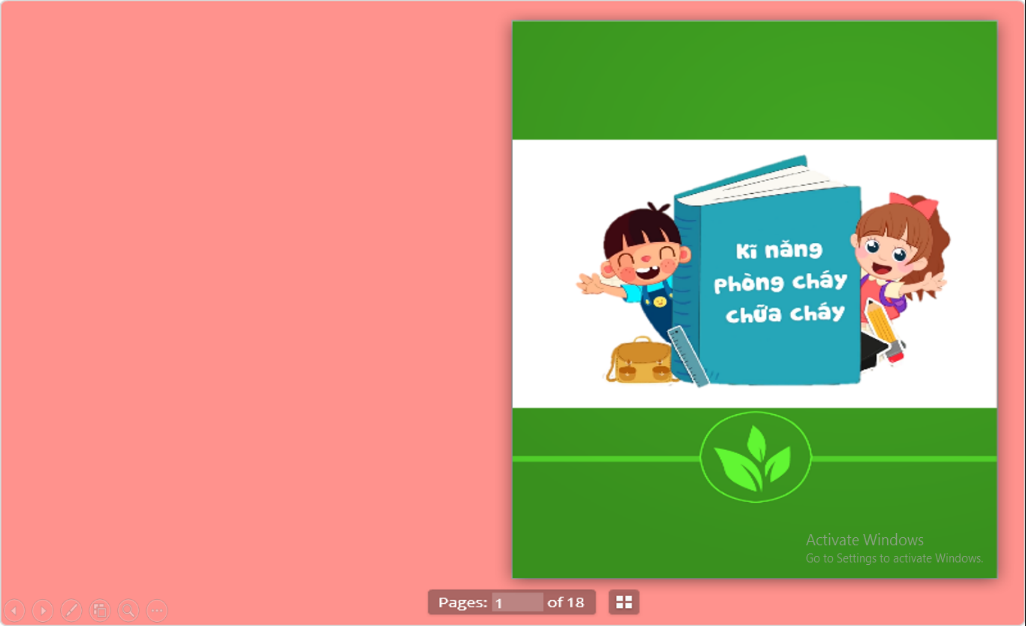 Kĩ năng
phòng cháy
chữa cháy
Activate Windows
Go to Settings to activate Windows.
Pages: 1 of 18